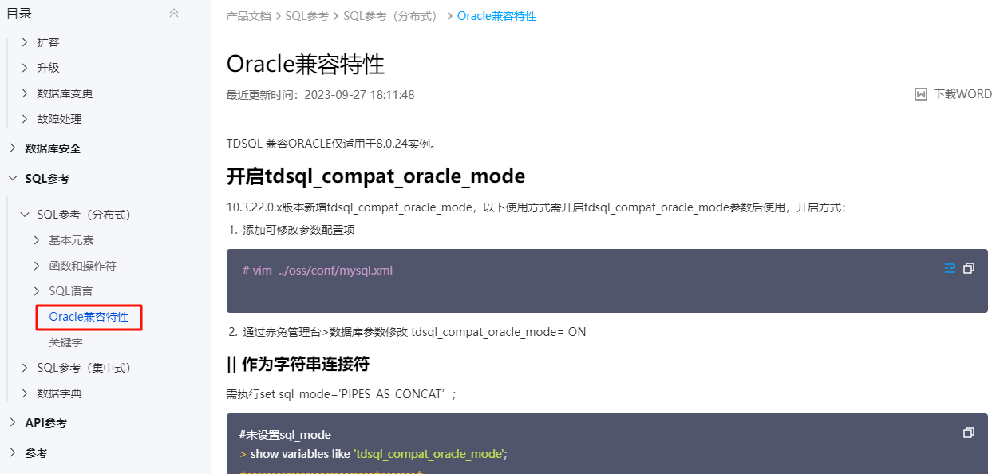 目录
扩容
升级
数据库变更
故障处理
数据库安全
SQL参考
SQL参考（分布式）
基本元素
函数和操作符
SQL语言
Oracle兼容特性
关键字
SQL参考（集中式）
数据字典
API参考
参考
产品文档 > SQL参考 > SQL参考（分布式） > Oracle兼容特性
Oracle兼容特性
最近更新时间：2023-09-27 18:11:48
下载WORD
TDSQL 兼容ORACLE仅适用于8.0.24实例。
开启tdsql_compat_oracle_mode
10.3.22.0.x版本新增tdsql_compat_oracle_mode，以下使用方式需开启tdsql_compat_oracle_mode参数后使用，开启方式：
1. 添加可修改参数配置项
# vim ../oss/conf/mysql.xml
2. 通过赤兔管理台>数据库参数修改 tdsql_compat_oracle_mode= ON
|| 作为字符串连接符
需执行set sql_mode='PIPES_AS_CONCAT'；
#未设置sql_mode
> show variables like 'tdsql_compat_oracle_mode';